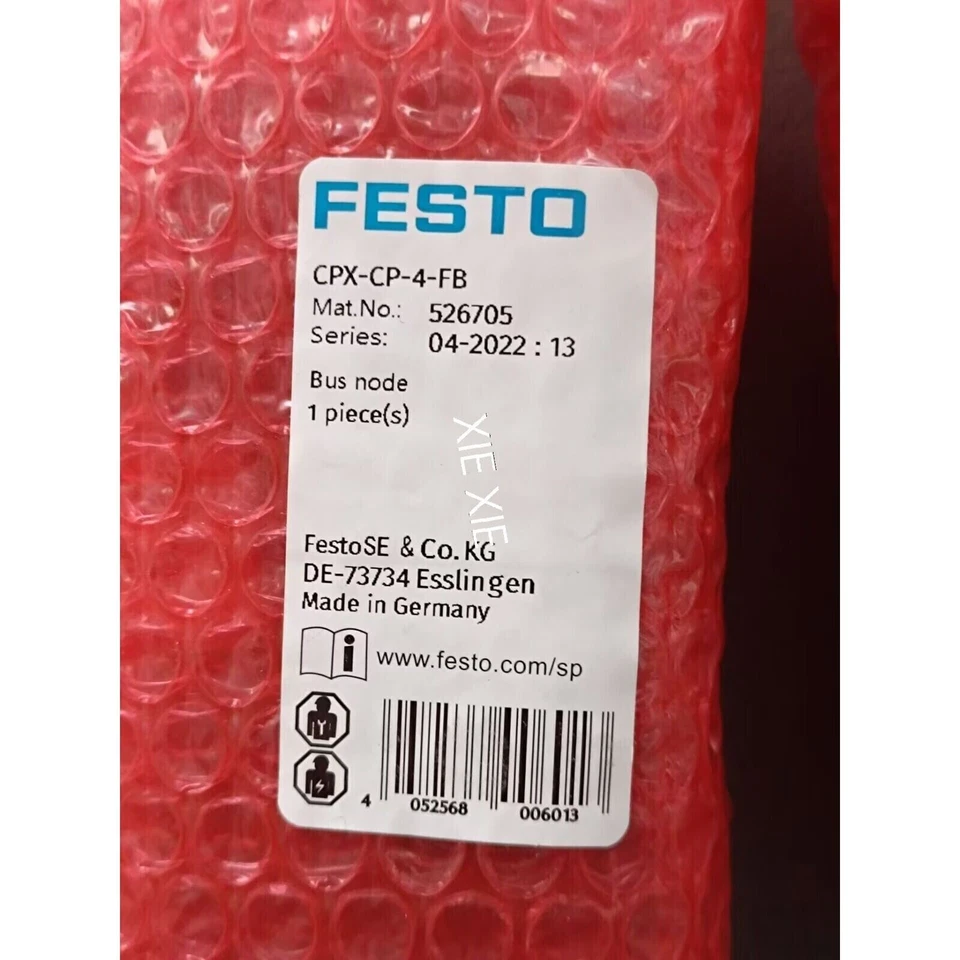 FESTO
CPX-CP-4-FB
Mat.No.: 526705
Series: 04-2022 : 13
Bus node
1 piece(s)
XIE XIE
FestoSE & Co. KG
DE-73734 Esslingen
Made in Germany
www.festo.com/sp
4 052568 006013